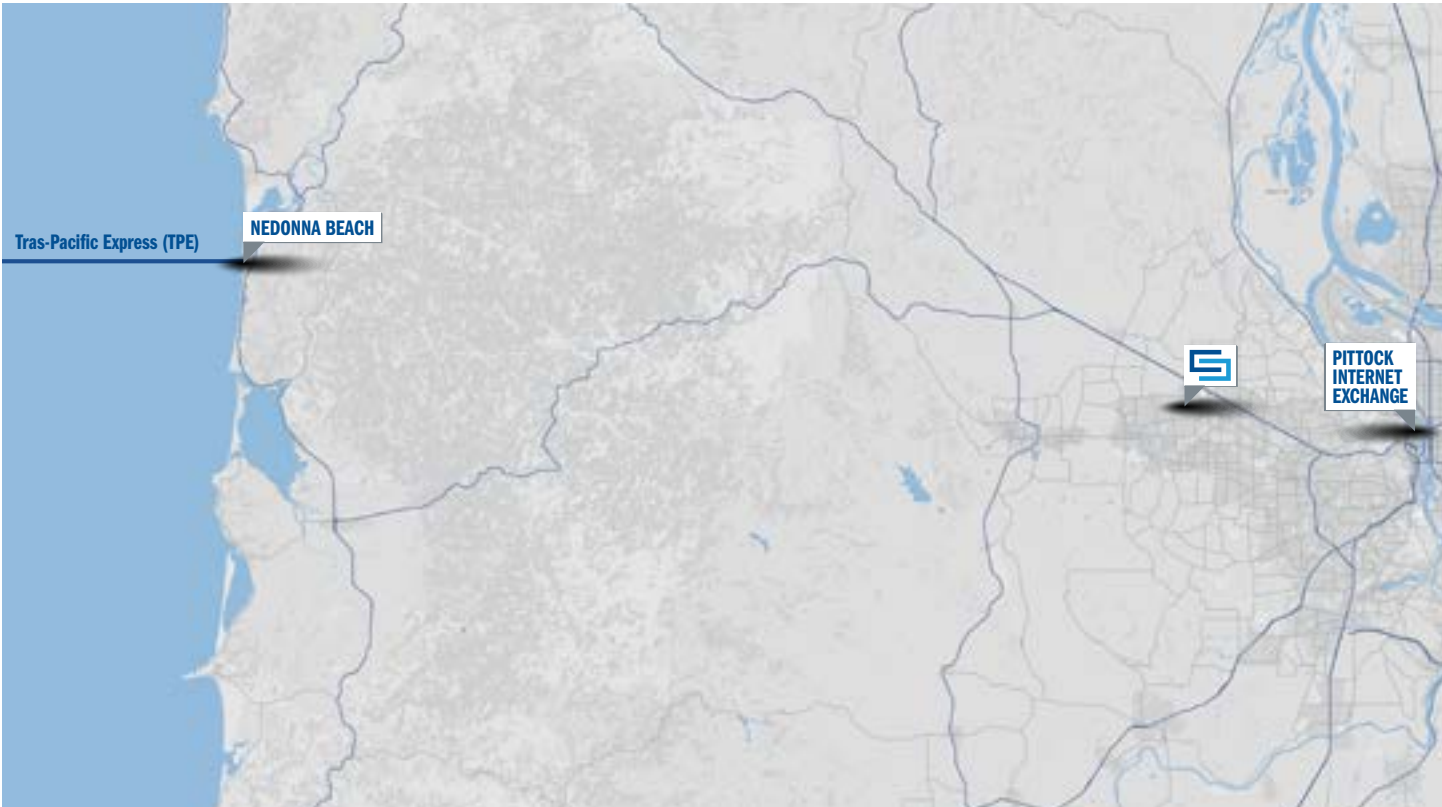 NEDONNA BEACH
Tras-Pacific Express (TPE)
PITTOCK
INTERNET
EXCHANGE